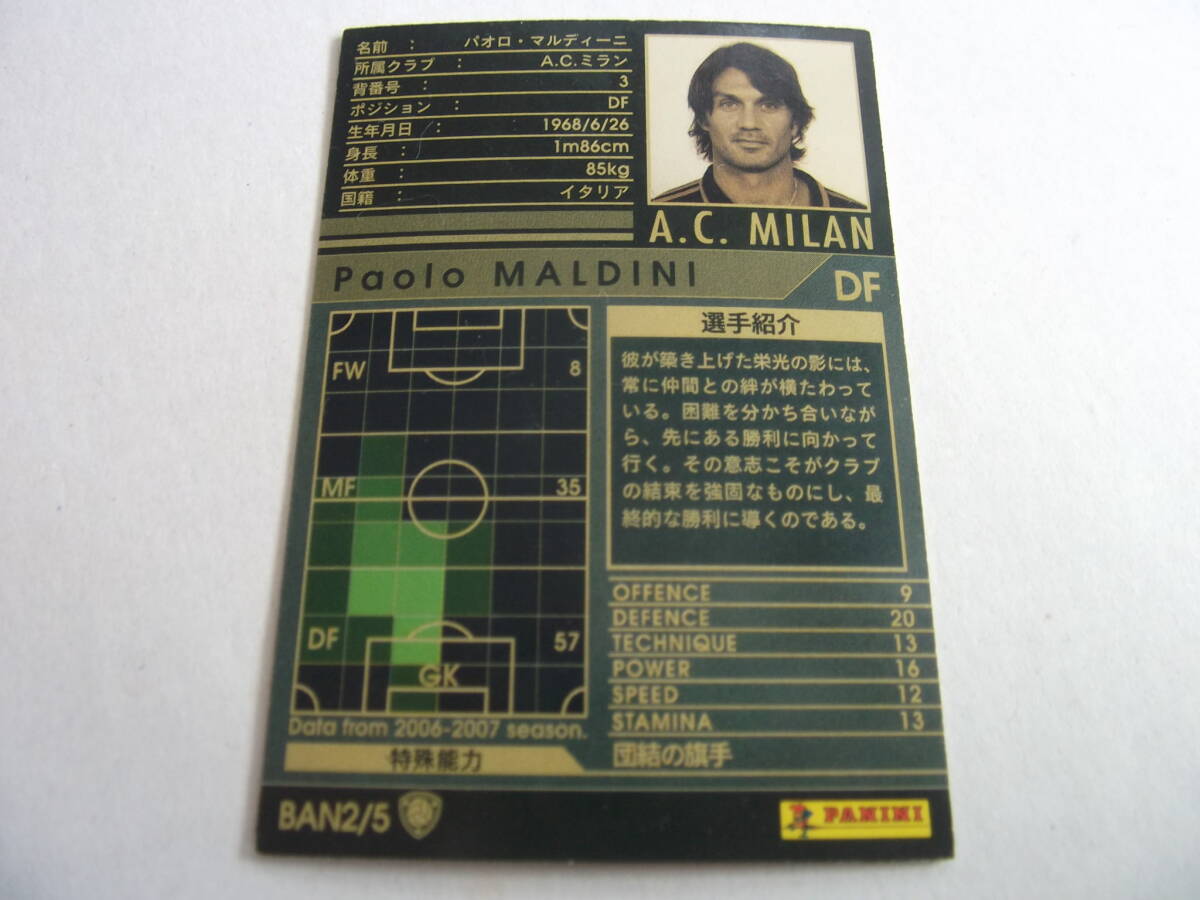 名前 : パオロ・マルディーニ
所属クラブ : A.C.ミラン
背番号 : 3
ポジション : DF
生年月日 : 1968/6/26
身長 : 1m86cm
体重 : 85kg
国籍 : イタリア
A.C. MILAN
Paolo MALDINI
DF
FW 8
MF 35
DF 57
GK
Data from 2006-2007 season.
選手紹介
彼が築き上げた栄光の影には、
常に仲間との絆が横たわって
いる。困難を分かち合いなが
ら、先にある勝利に向かって
行く。その意志こそがクラブ
の結束を強固なものにし、最
終的な勝利に導くのである。
OFFENCE 9
DEFENCE 20
TECHNIQUE 13
POWER 16
SPEED 12
STAMINA 13
特殊能力 団結の旗手
BAN2/5
PANINI